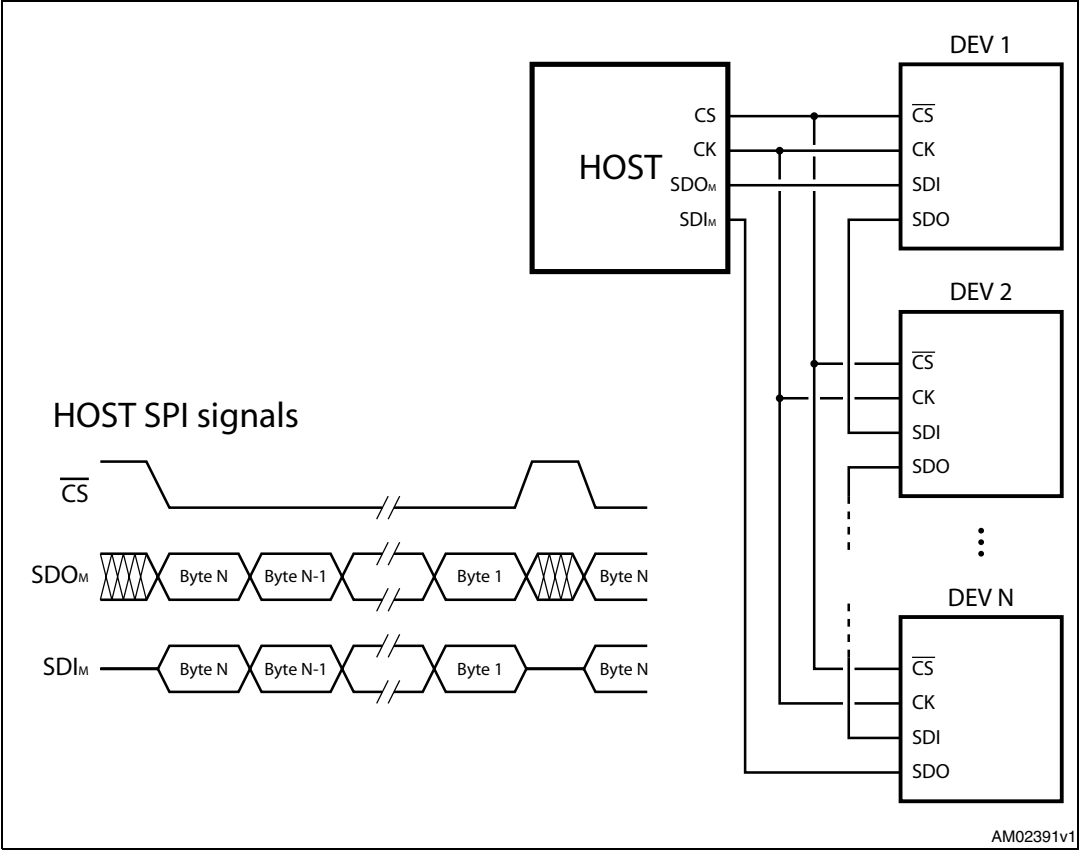 DEV 1
HOST
CS
CK
SDOM
SDIM
CS
CK
SDI
SDO
DEV 2
CS
CK
SDI
SDO
⋮
DEV N
CS
CK
SDI
SDO
HOST SPI signals
CS
SDOM Byte N Byte N-1 Byte 1 Byte N
SDIM Byte N Byte N-1 Byte 1 Byte N
AM02391v1